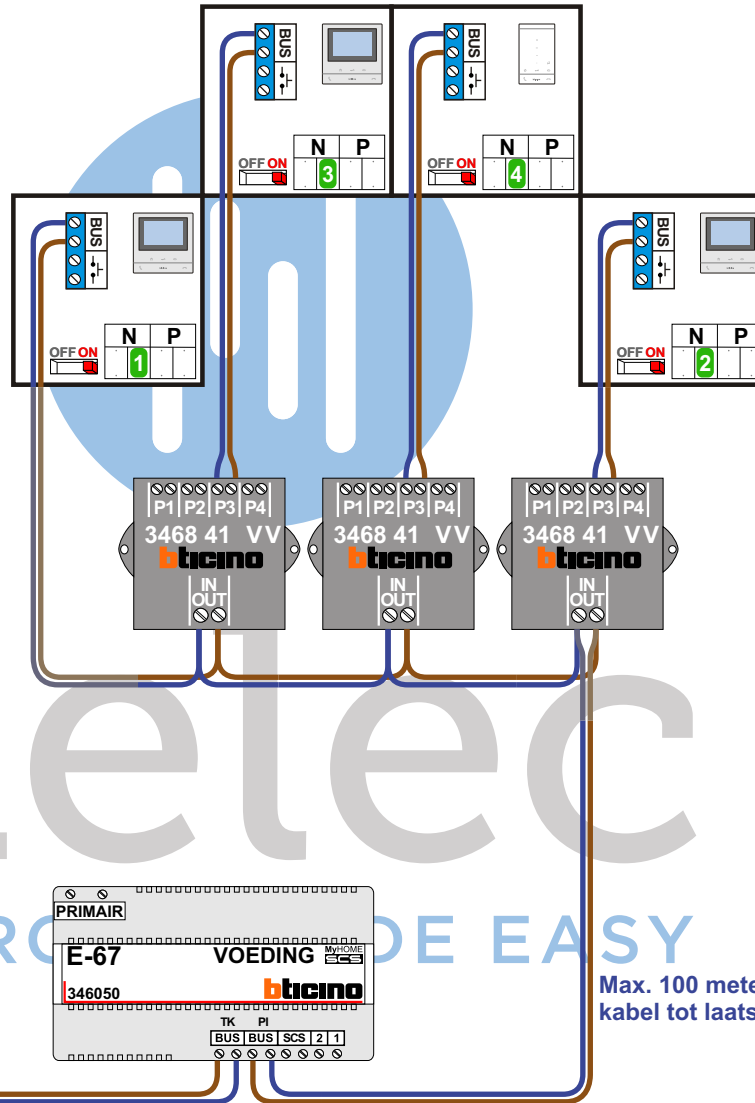 BUS
BUS
N P
N P
OFF ON
3
OFF ON
4
BUS
BUS
N P
N P
OFF ON
1
OFF ON
2
P1 P2 P3 P4
P1 P2 P3 P4
P1 P2 P3 P4
3468 41 VV
3468 41 VV
3468 41 VV
bticino
bticino
bticino
IN
OUT
IN
OUT
IN
OUT
elec
PRIMAIR
E-67 VOEDING MyHOME
SCS
346050 bticino
DE EASY
Max. 100 mete
kabel tot laats
TK PI
BUS BUS SCS 2 1